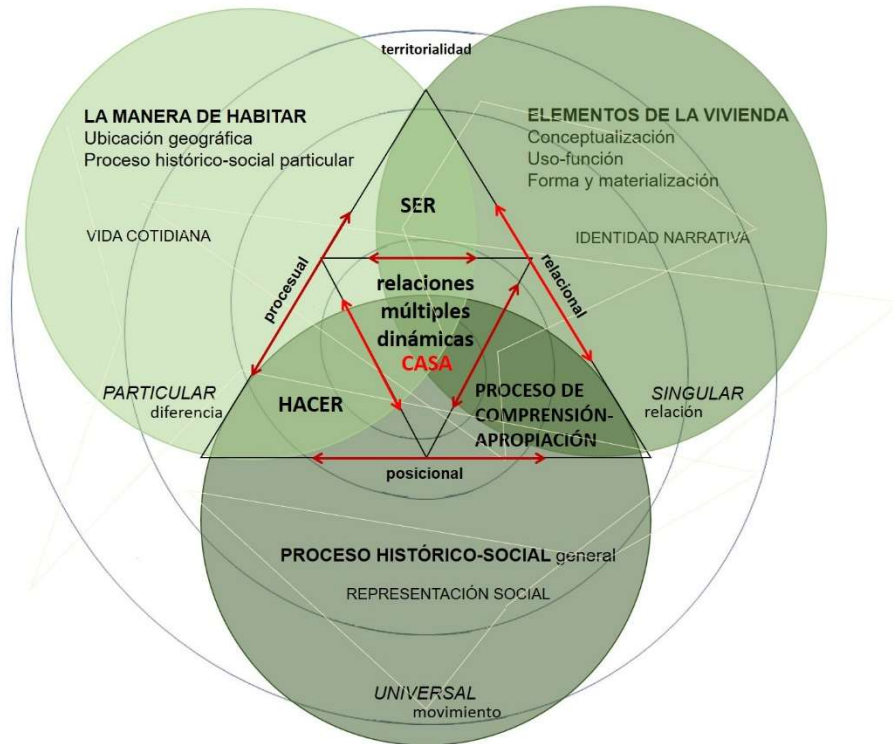 territorialidad
LA MANERA DE HABITAR
Ubicación geográfica
Proceso histórico-social particular
VIDA COTIDIANA
ELEMENTOS DE LA VIVIENDA
Conceptualización
Uso-función
Forma y materialización
IDENTIDAD NARRATIVA
SER
procesual
relacional
relaciones
múltiples
dinámicas
CASA
PARTICULAR
diferencia
HACER
PROCESO DE
COMPRENSIÓN-
APROPIACIÓN
SINGULAR
relación
posicional
PROCESO HISTÓRICO-SOCIAL general
REPRESENTACIÓN SOCIAL
UNIVERSAL
movimiento